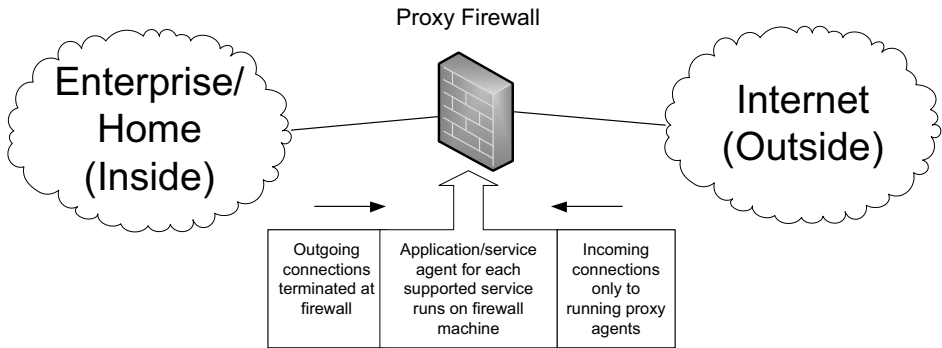 Proxy Firewall
Enterprise/
Home
(Inside)
Internet
(Outside)
Outgoing
connections
terminated at
firewall
Application/service
agent for each
supported service
runs on firewall
machine
Incoming
connections
only to
running proxy
agents